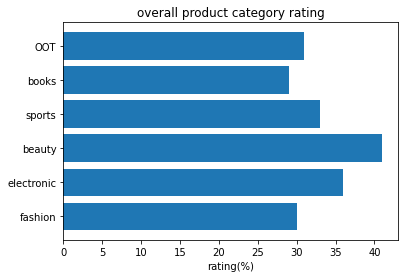 overall product category rating
OOT
books
sports
beauty
electronic
fashion
0 5 10 15 20 25 30 35 40
rating(%)